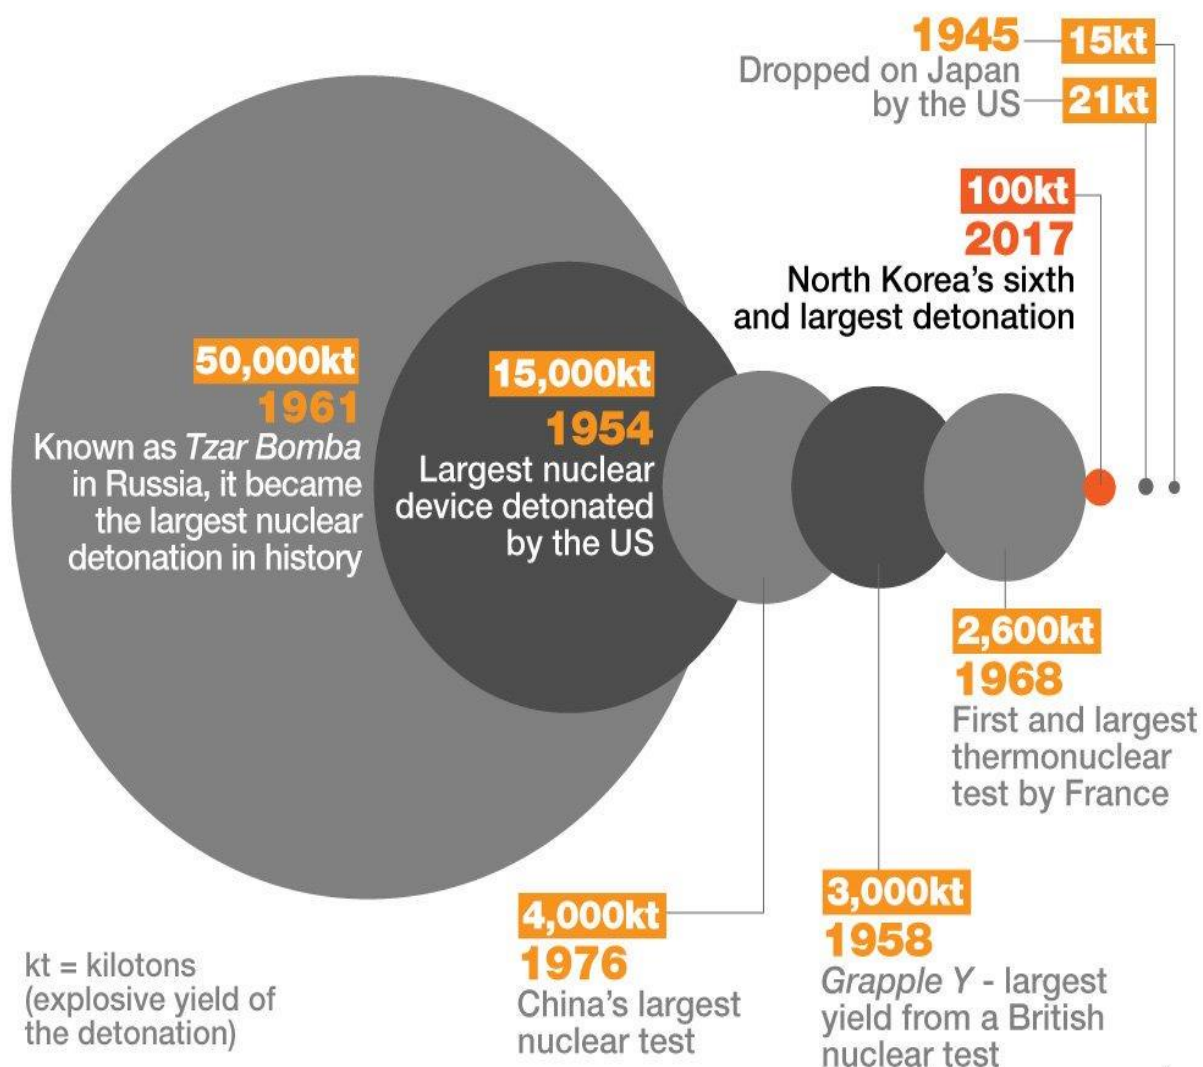 1945
15kt
Dropped on Japan
by the US
21kt
100kt
2017
North Korea's sixth
and largest detonation
50,000kt
1961
Known as Tzar Bomba
in Russia, it became
the largest nuclear
detonation in history
15,000kt
1954
Largest nuclear
device detonated
by the US
2,600kt
1968
First and largest
thermonuclear
test by France
4,000kt
1976
China's largest
nuclear test
3,000kt
1958
Grapple Y - largest
yield from a British
nuclear test
kt = kilotons
(explosive yield of
the detonation)